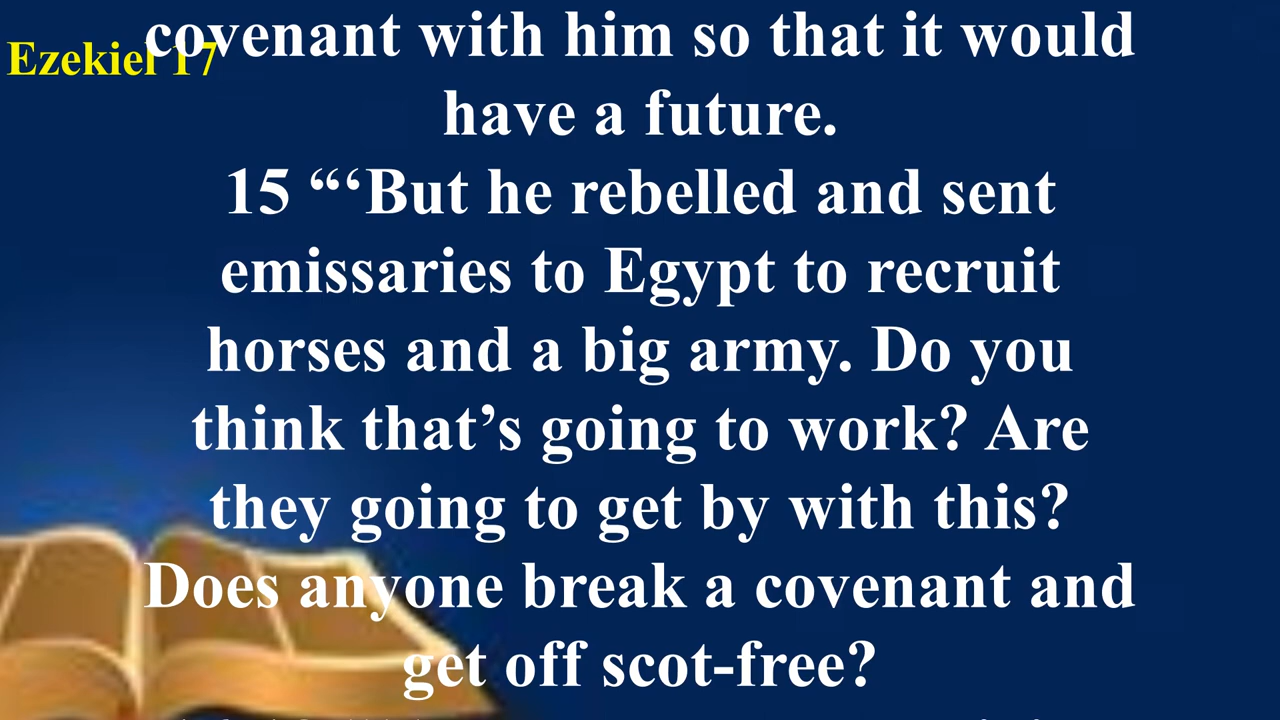 Ezekiel 17
covenant with him so that it would
have a future.
15 “‘But he rebelled and sent
emissaries to Egypt to recruit
horses and a big army. Do you
think that’s going to work? Are
they going to get by with this?
Does anyone break a covenant and
get off scot-free?